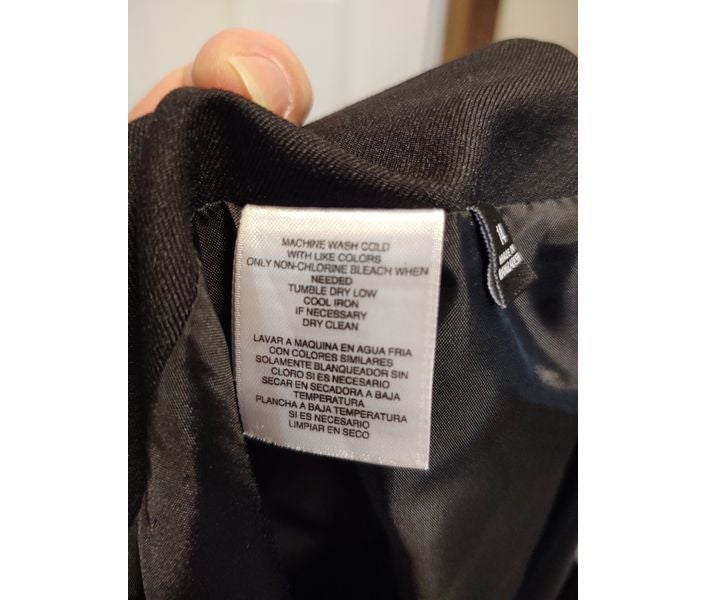 MACHINE WASH COLD
WITH LIKE COLORS
ONLY NON-CHLORINE BLEACH WHEN
NEEDED
TUMBLE DRY LOW
COOL IRON
IF NECESSARY
DRY CLEAN
LAVAR A MAQUINA EN AGUA FRIA
CON COLORES SIMILARES
SOLAMENTE BLANQUEADOR SIN
CLORO SI ES NECESARIO
SECAR EN SECADORA A BAJA
TEMPERATURA
PLANCHA A BAJA TEMPERATURA
SI ES NECESARIO
LIMPIAR EN SECO